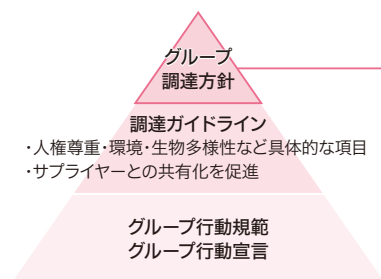 グループ
調達方針
調達ガイドライン
・人権尊重・環境・生物多様性など具体的な項目
・サプライヤーとの共有化を促進
グループ行動規範
グループ行動宣言